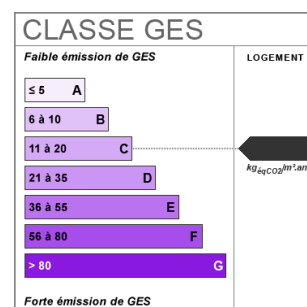 CLASSE GES
Faible émission de GES
LOGEMENT
≤ 5 A
6 à 10 B
11 à 20 C
kgéqCO2/m².an
21 à 35 D
36 à 55 E
56 à 80 F
> 80 G
Forte émission de GES